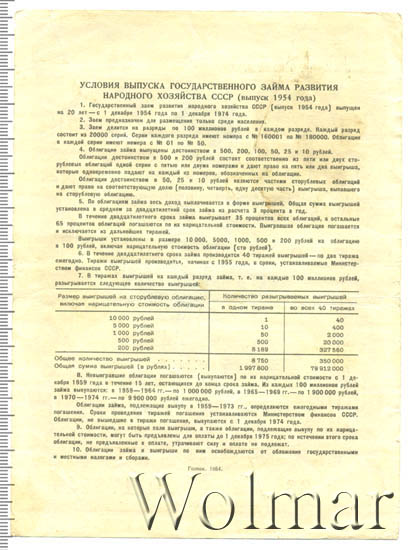 УСЛОВИЯ ВЫПУСКА ГОСУДАРСТВЕННОГО ЗАЙМА РАЗВИТИЯ
НАРОДНОГО ХОЗЯЙСТВА СССР (выпуск 1954 года)
1. Государственный заем развития народного хозяйства СССР (выпуск 1954 года) выпущен
на 20 лет — с 1 декабря 1954 года по 1 декабря 1974 года.
2. Заем предназначен для размещения только среди населения.
3. Заем делится на разряды по 100 миллионов рублей в каждом разряде. Каждый разряд
состоит из 20000 серий. Серии каждого разряда имеют номера с № 160001 по № 180000. Облигации
в каждой серии имеют номера с № 01 по № 50.
4. Облигации займа выпущены достоинством в 500, 200, 100, 50, 25 и 10 рублей.
Облигации достоинством в 500 и 200 рублей состоят соответственно из пяти или двух сто-
рублевых облигаций одной серии с пятью или двумя номерами и дают право на пять или два выигрыша,
которые одновременно падают на каждый из номеров, обозначенных на облигации.
Облигации достоинством в 50, 25 и 10 рублей являются частями сторублевых облигаций
и дают право на соответствующую долю (половину, четверть, одну десятую часть) выигрыша, выпавшего
на сторублевую облигацию.
5. По облигациям займа весь доход выплачивается в форме выигрышей. Общая сумма выигрышей
установлена в среднем за двадцатилетний срок займа из расчета 3 процента в год.
В течение двадцатилетнего срока займа выигрывает 35 процентов всех облигаций, а остальные
65 процентов облигаций погашаются по их нарицательной стоимости. Выигравшая облигация погашается
и исключается из дальнейших тиражей.
Выигрыши установлены в размере 10 000, 5000, 1000, 500 и 200 рублей на облигацию
в 100 рублей, включая нарицательную стоимость облигации (сто рублей).
6. В течение двадцатилетнего срока займа производится 40 тиражей выигрышей — по два тиража
ежегодно. Тиражи выигрышей производятся, начиная с 1955 года, в сроки, устанавливаемые Министерст-
вом финансов СССР.
7. В тиражах выигрышей на каждый разряд займа, т. е. на каждые 100 миллионов рублей,
разыгрывается следующее количество выигрышей:
Размер выигрышей на сторублевую облигацию, включая нарицательную стоимость облигации
Количество разыгрываемых выигрышей
в одном тираже | во всех 40 тиражах
10 000 рублей 1 40
5 000 рублей 10 400
1 000 рублей 50 2 000
500 рублей 500 20 000
200 рублей 8 189 327 560
Общее количество выигрышей 8 750 350 000
Общая сумма выигрышей (в рублях) 1 997 800 79 912 000
8. Невыигравшие облигации погашаются (выкупаются) по их нарицательной стоимости с 1 де-
кабря 1959 года в течение 15 лет, остающихся до конца срока займа. Из каждых 100 миллионов рублей
займа выкупаются: в 1959—1964 гг.— по 1 000 000 рублей, в 1965—1969 гг.— по 1 900 000 рублей,
и в 1970—1974 гг.— по 9 900 000 рублей ежегодно.
Облигации займа, подлежащие выкупу в 1959—1973 гг., определяются ежегодными тиражами
погашения. Сроки проведения тиражей погашения устанавливаются Министерством финансов СССР.
Облигации, не вышедшие в тиражи погашения, выкупаются с 1 декабря 1974 года.
9. Облигации, на которые пали выигрыши, а также облигации, подлежащие выкупу по их нарица-
тельной стоимости, могут быть предъявлены для оплаты до 1 декабря 1975 года; по истечении этого срока
облигации, не предъявленные к оплате, утрачивают силу и оплате не подлежат.
10. Облигации займа и выигрыши по ним освобождаются от обложения государственными
и местными налогами и сборами.
Гознак. 1954.
Wolmar